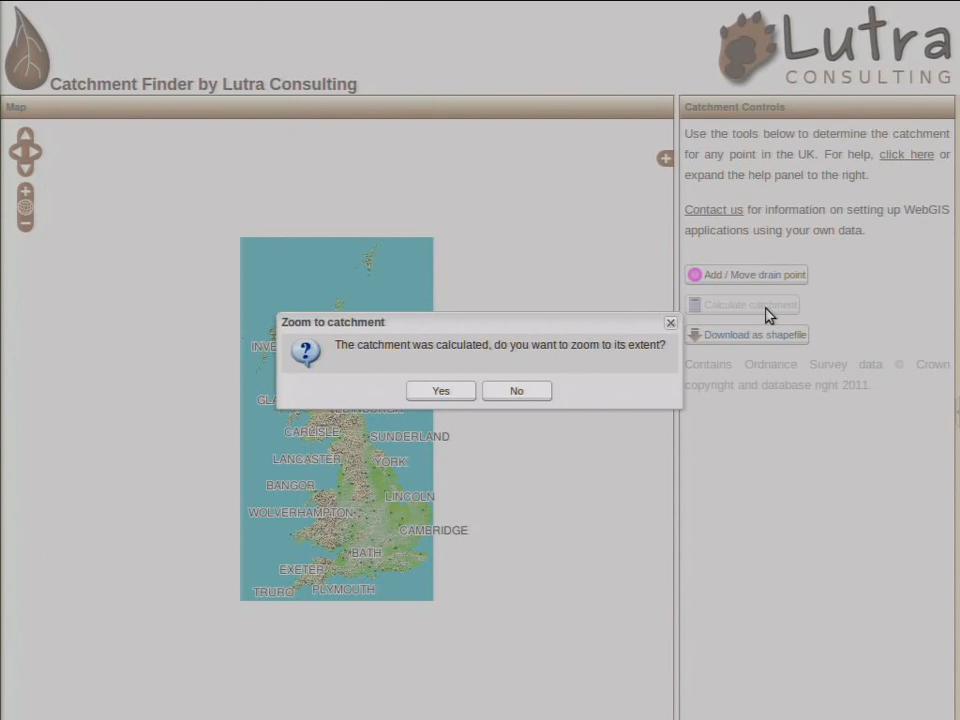 Lutra
CONSULTING
Catchment Finder by Lutra Consulting
Map
Catchment Controls
Use the tools below to determine the catchment
for any point in the UK. For help, click here or
expand the help panel to the right.
Contact us for information on setting up WebGIS
applications using your own data.
Add / Move drain point
Calculate catchment
Download as shapefile
Contains Ordnance Survey data © Crown
copyright and database right 2011.
Zoom to catchment
The catchment was calculated, do you want to zoom to its extent?
Yes
No
CARLISLE
SUNDERLAND
LANCASTER
YORK
BANGOR
LINCOLN
WOLVERHAMPTON
CAMBRIDGE
BATH
EXETER
TRURO
PLYMOUTH